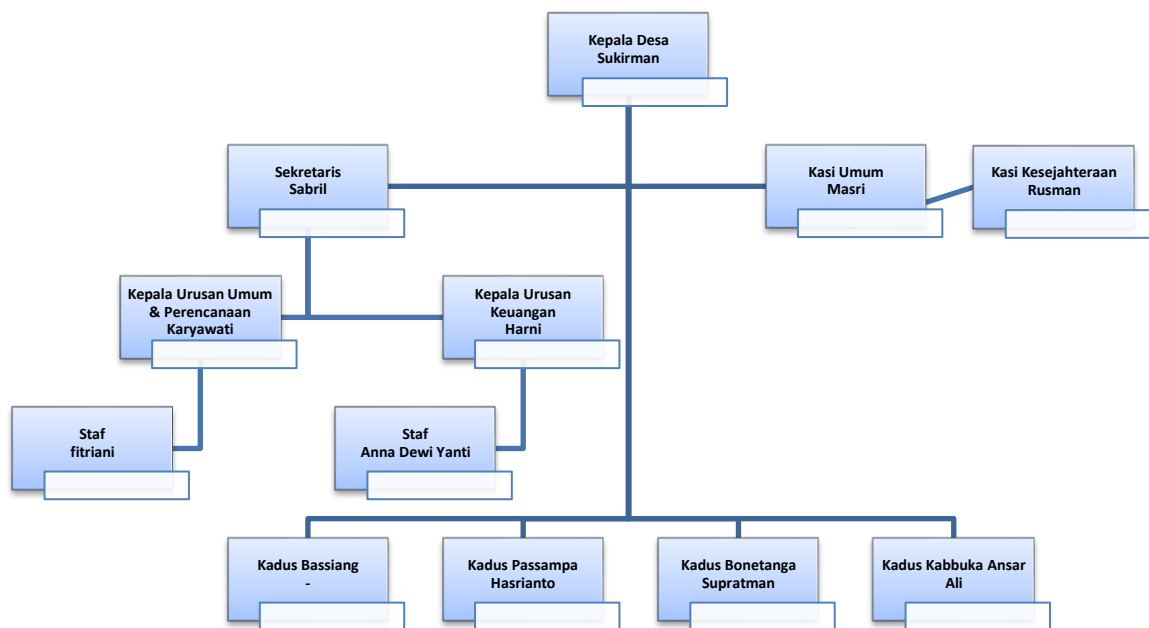 Kepala Desa
Sukirman
Sekretaris
Sabril
Kasi Umum
Masri
Kasi Kesejahteraan
Rusman
Kepala Urusan Umum
& Perencanaan
Karyawati
Kepala Urusan
Keuangan
Harni
Staf
fitriani
Staf
Anna Dewi Yanti
Kadus Bassiang
-
Kadus Passampa
Hasrianto
Kadus Bonetanga
Supratman
Kadus Kabbuka Ansar
Ali